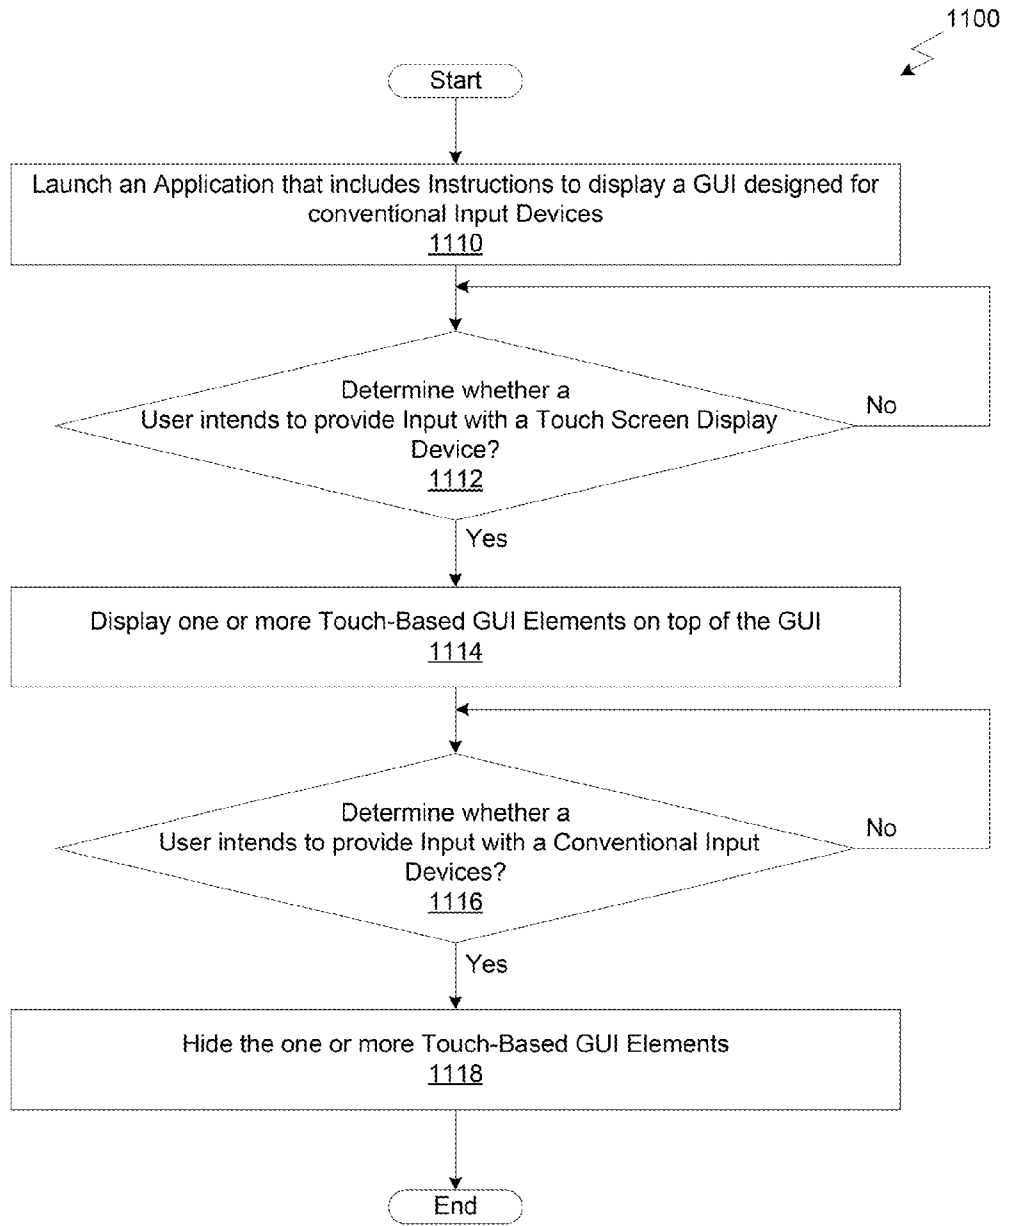 1100
Start
Launch an Application that includes Instructions to display a GUI designed for
conventional Input Devices
1110
Determine whether a
User intends to provide Input with a Touch Screen Display
Device?
1112
No
Yes
Display one or more Touch-Based GUI Elements on top of the GUI
1114
Determine whether a
User intends to provide Input with a Conventional Input
Devices?
1116
No
Yes
Hide the one or more Touch-Based GUI Elements
1118
End